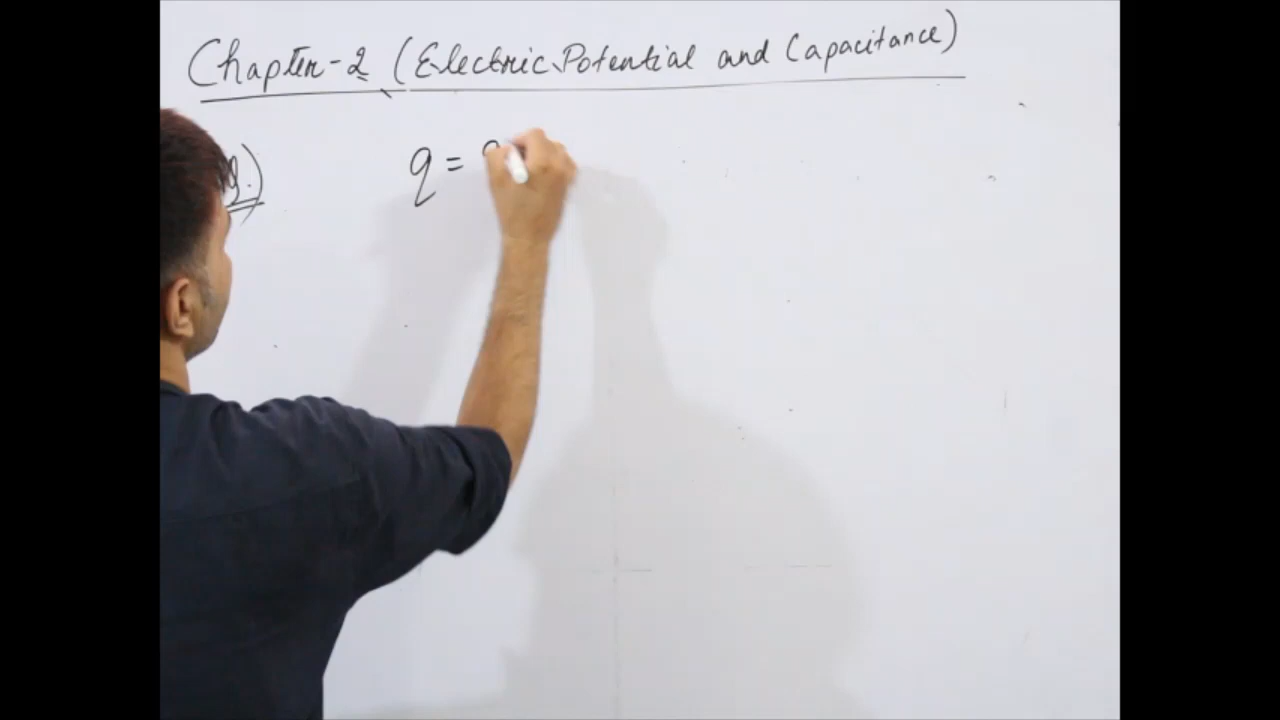 Chapter-2 (Electric Potential and Capacitance)
q =